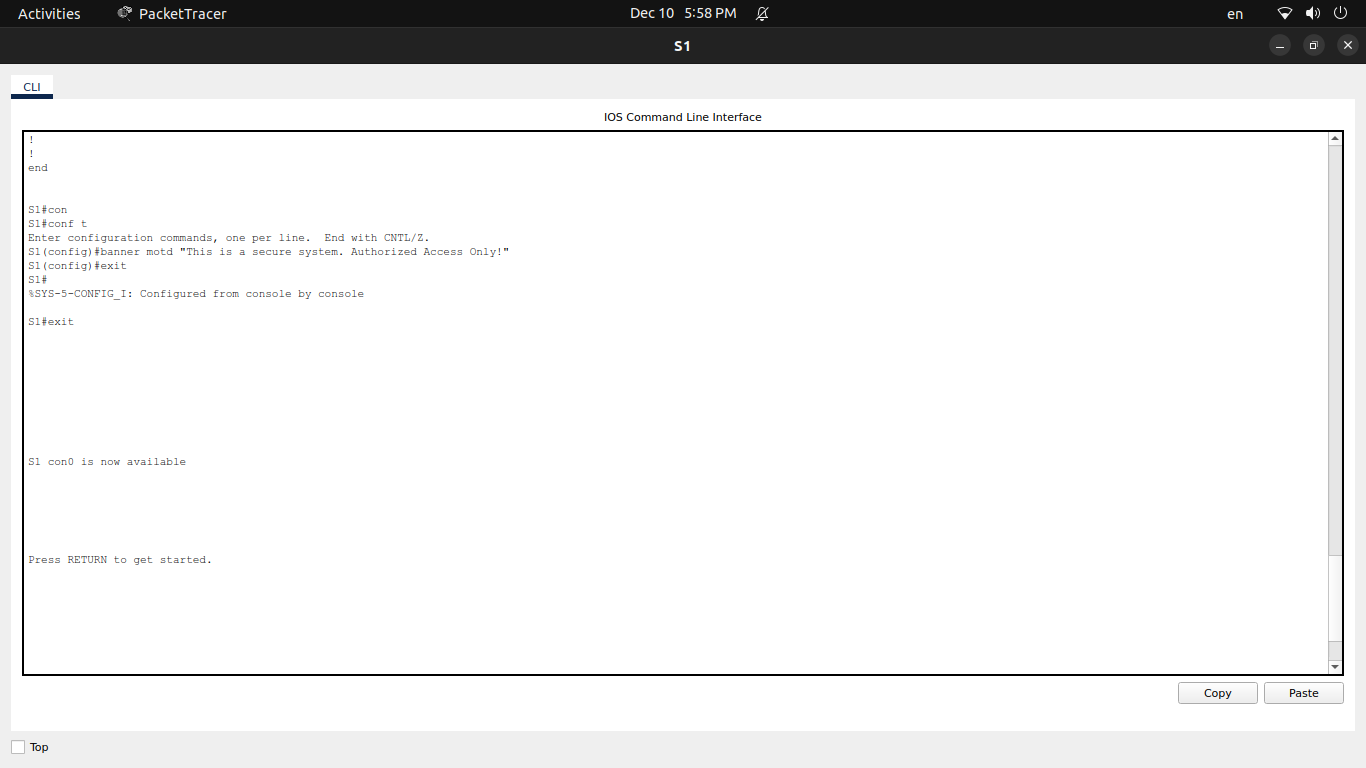 Activities
PacketTracer
Dec 10 5:58 PM
en
S1
CLI
IOS Command Line Interface
!
!
end
S1#con
S1#conf t
Enter configuration commands, one per line.  End with CNTL/Z.
S1(config)#banner motd "This is a secure system. Authorized Access Only!"
S1(config)#exit
S1#
%SYS-5-CONFIG_I: Configured from console by console
S1#exit
S1 con0 is now available
Press RETURN to get started.
Copy
Paste
Top